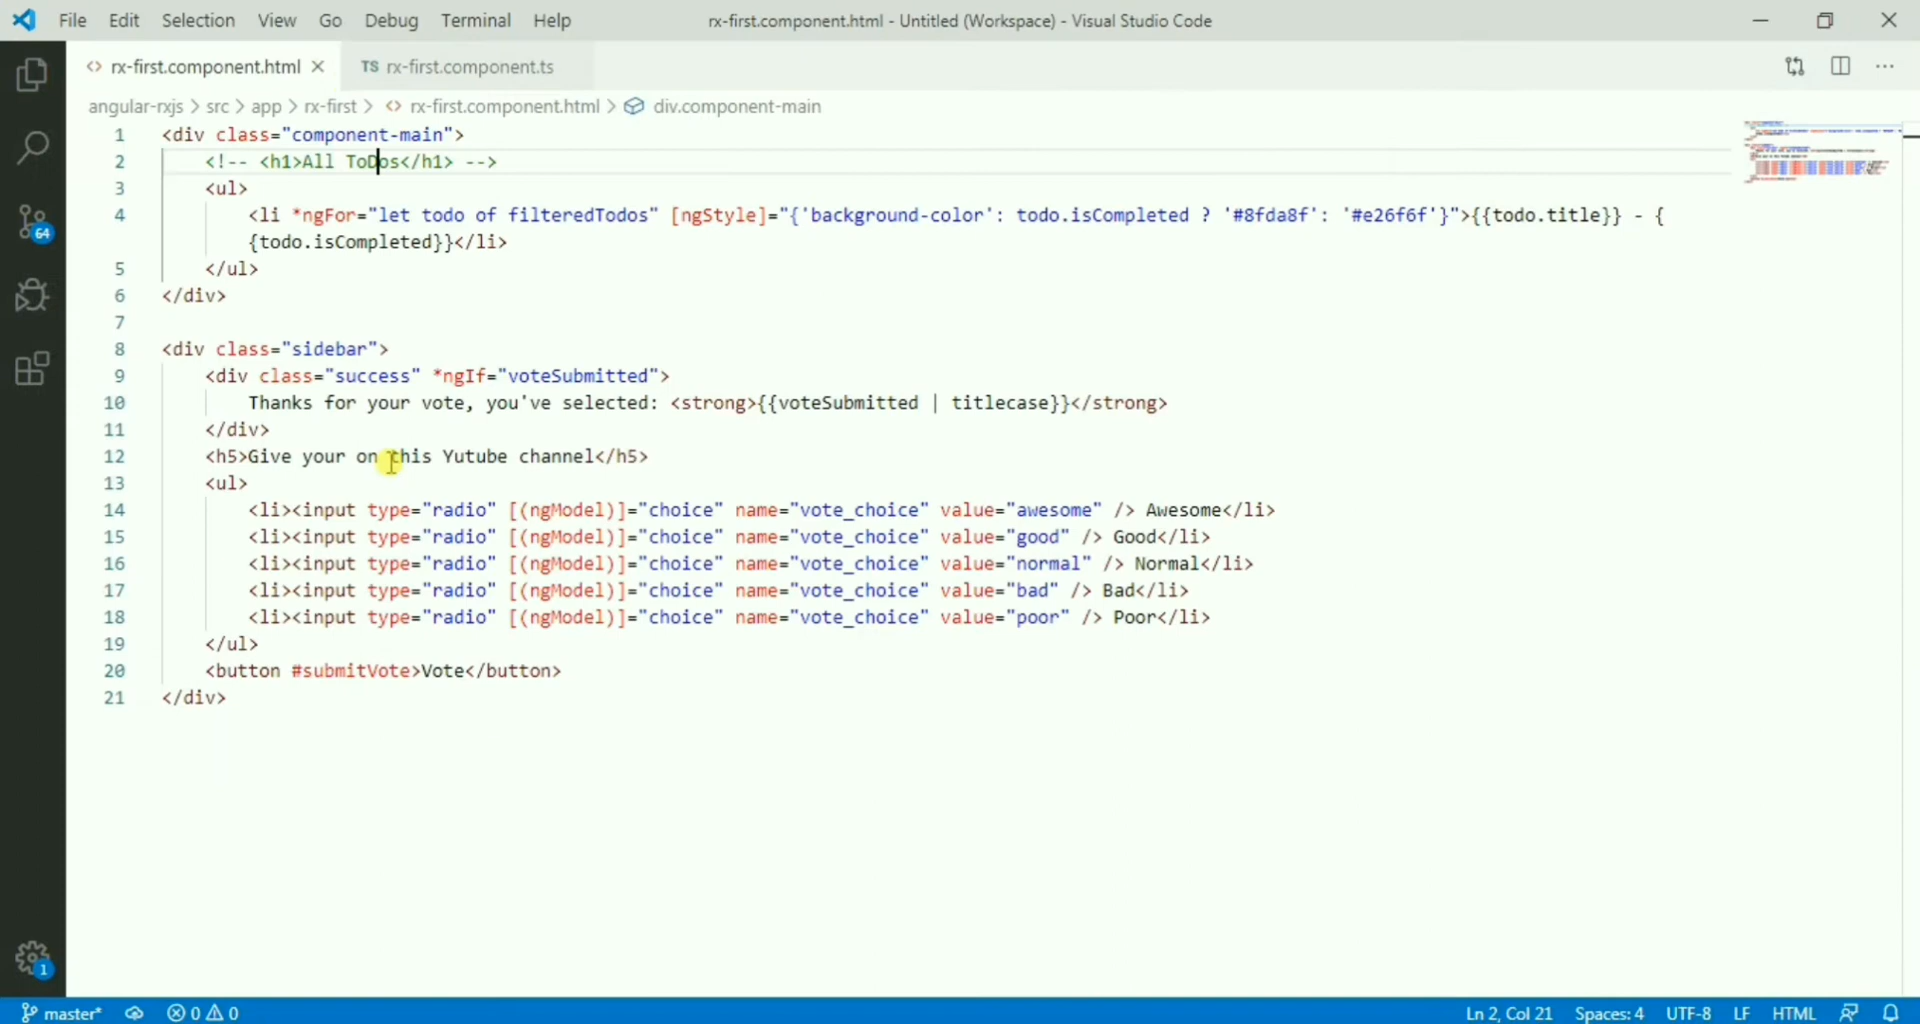 File Edit Selection View Go Debug Terminal Help rx-first.component.html - Untitled (Workspace) - Visual Studio Code
<> rx-first.component.html TS rx-first.component.ts
angular-rxjs > src > app > rx-first > <> rx-first.component.html > div.component-main
1 <div class="component-main">
2 <!-- <h1>All ToDos</h1> -->
3 <ul>
4 <li *ngFor="let todo of filteredTodos" [ngStyle]="{'background-color': todo.isCompleted ? '#8fda8f': '#e26f6f'}">{{todo.title}} - {
{todo.isCompleted}}</li>
5 </ul>
6 </div>
7
8 <div class="sidebar">
9 <div class="success" *ngIf="voteSubmitted">
10 Thanks for your vote, you've selected: <strong>{{voteSubmitted | titlecase}}</strong>
11 </div>
12 <h5>Give your on this Yutube channel</h5>
13 <ul>
14 <li><input type="radio" [(ngModel)]="choice" name="vote_choice" value="awesome" /> Awesome</li>
15 <li><input type="radio" [(ngModel)]="choice" name="vote_choice" value="good" /> Good</li>
16 <li><input type="radio" [(ngModel)]="choice" name="vote_choice" value="normal" /> Normal</li>
17 <li><input type="radio" [(ngModel)]="choice" name="vote_choice" value="bad" /> Bad</li>
18 <li><input type="radio" [(ngModel)]="choice" name="vote_choice" value="poor" /> Poor</li>
19 </ul>
20 <button #submitVote>Vote</button>
21 </div>
64
1
master* 0 0 Ln 2, Col 21 Spaces: 4 UTF-8 LF HTML